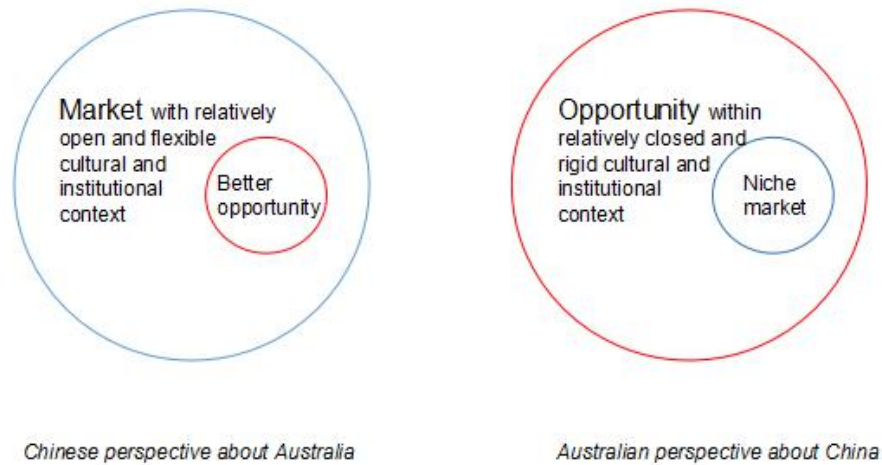 Market with relatively
open and flexible
cultural and
institutional
context
Better
opportunity
Opportunity within
relatively closed and
rigid cultural and
institutional
context
Niche
market
Chinese perspective about Australia
Australian perspective about China